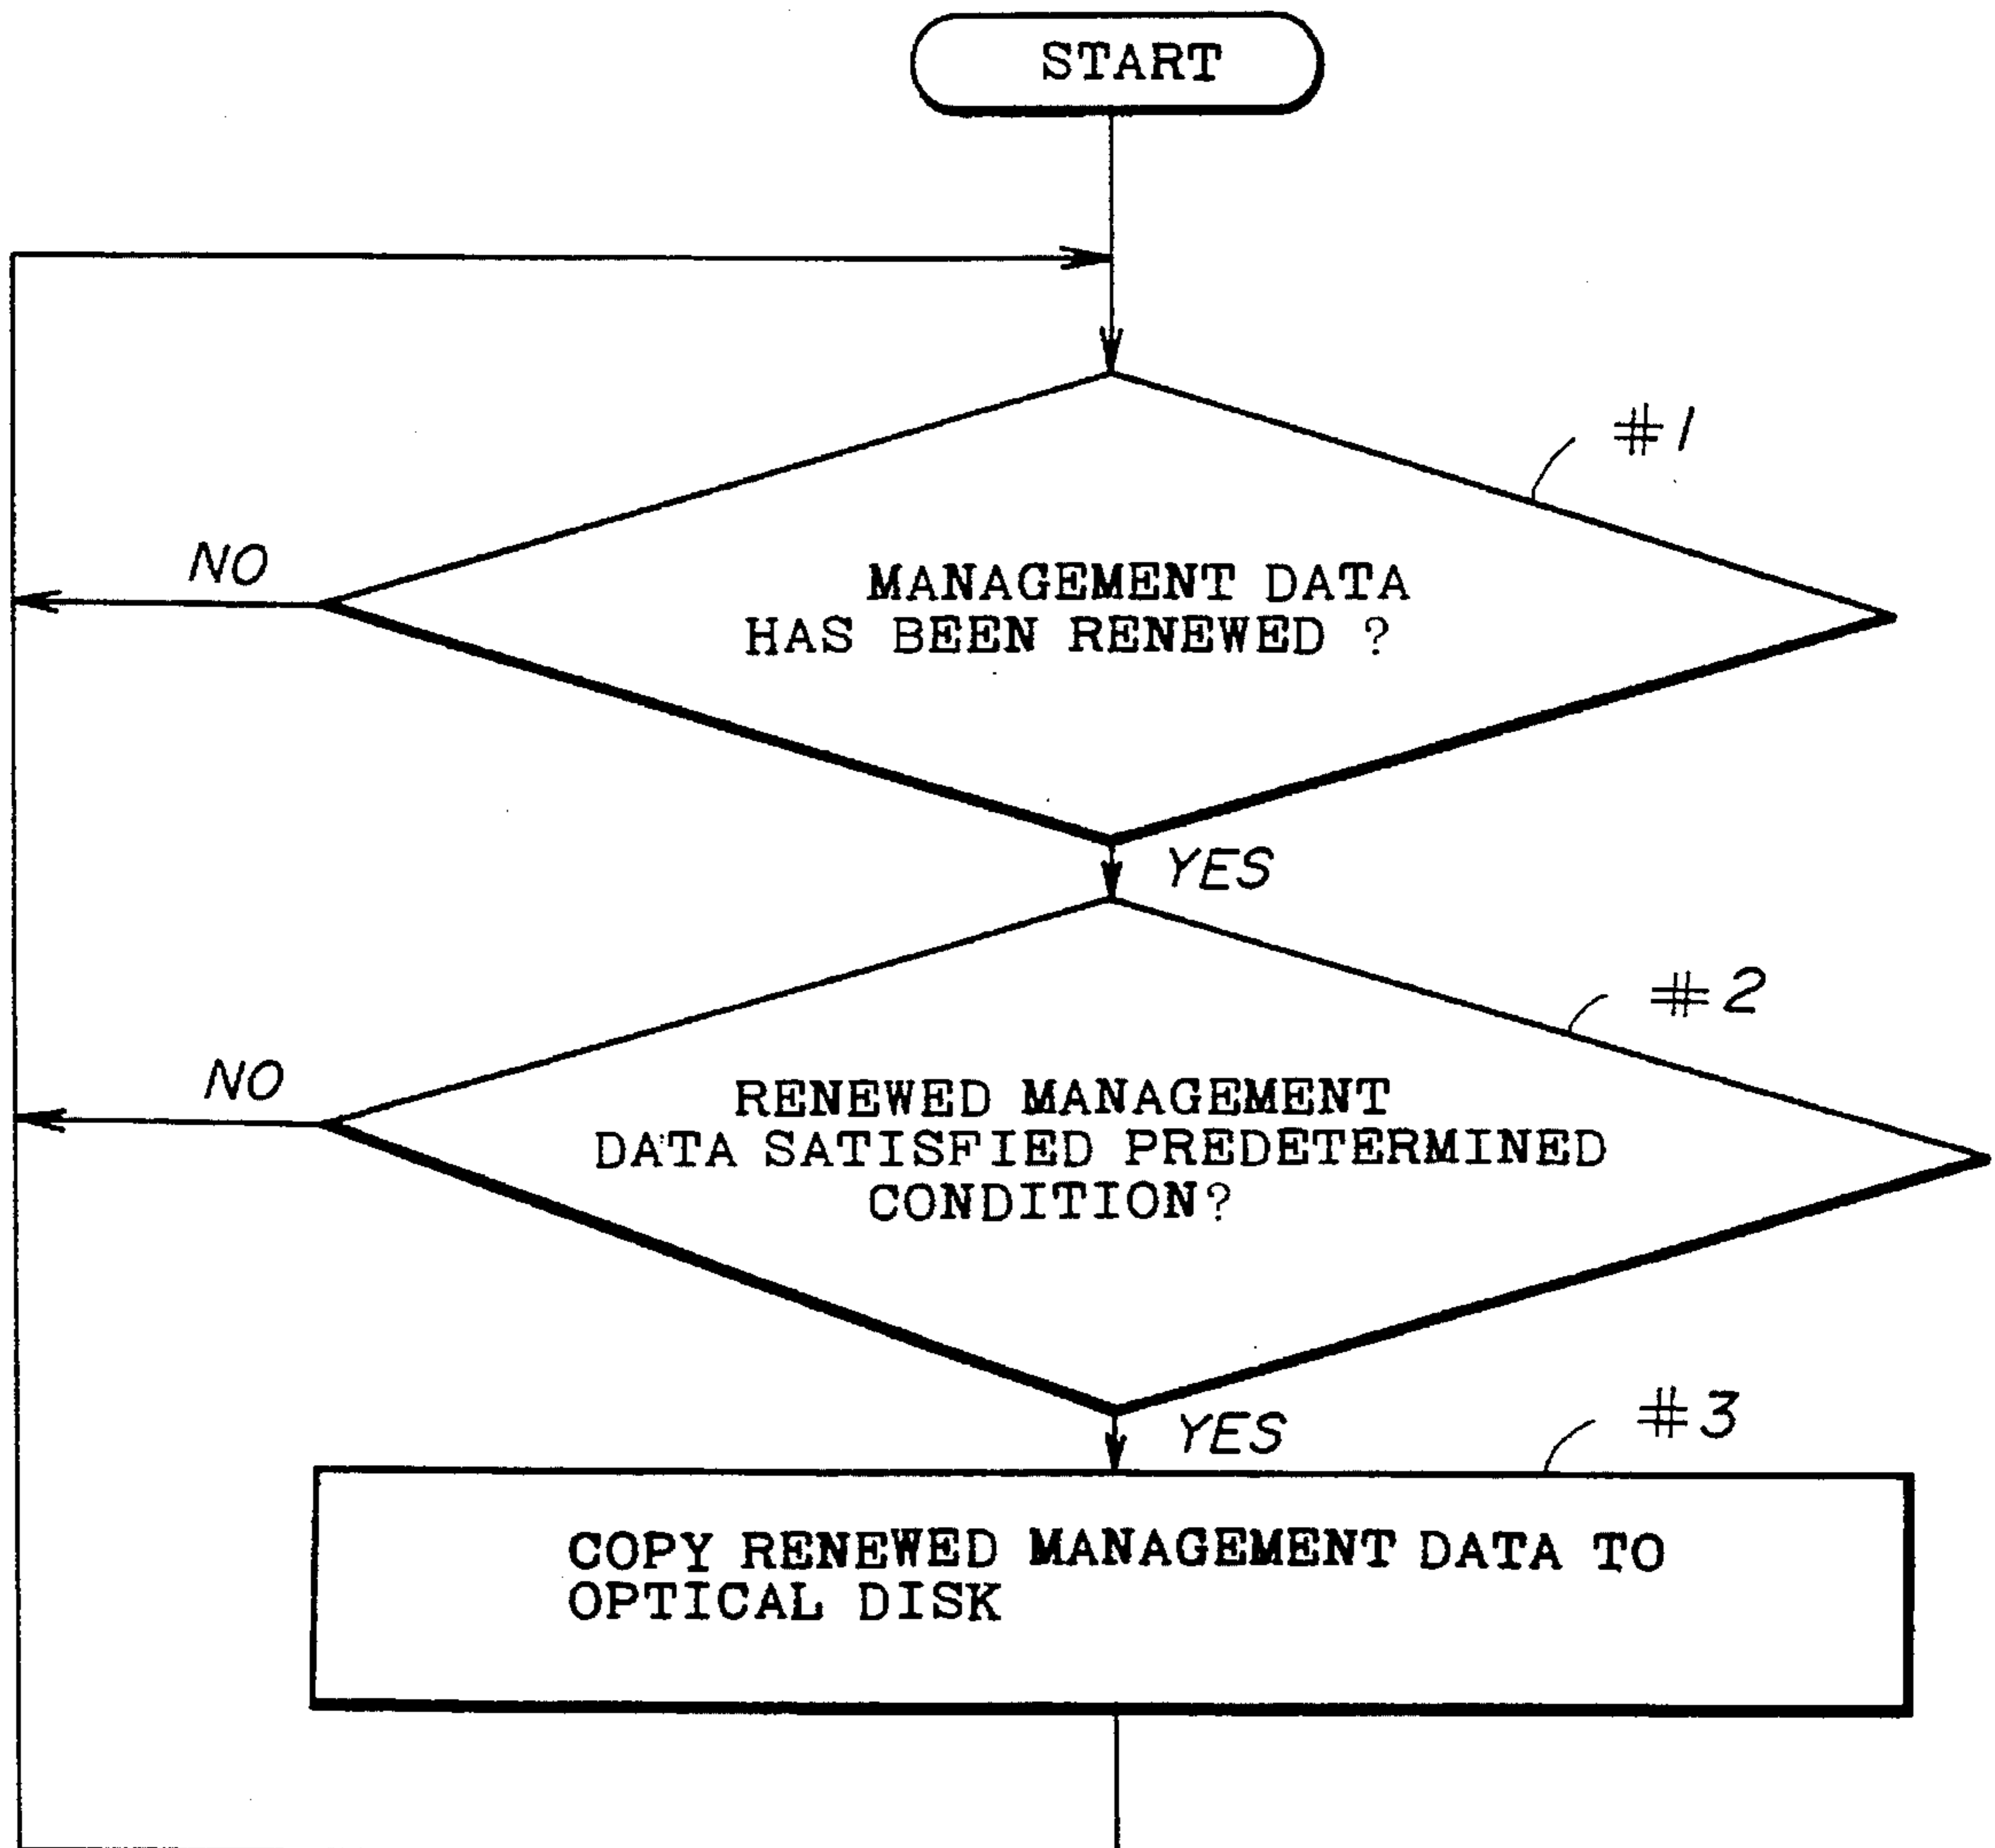 START
#1
NO
MANAGEMENT DATA
HAS BEEN RENEWED ?
YES
#2
NO
RENEWED MANAGEMENT
DATA SATISFIED PREDETERMINED
CONDITION?
YES
#3
COPY RENEWED MANAGEMENT DATA TO
OPTICAL DISK